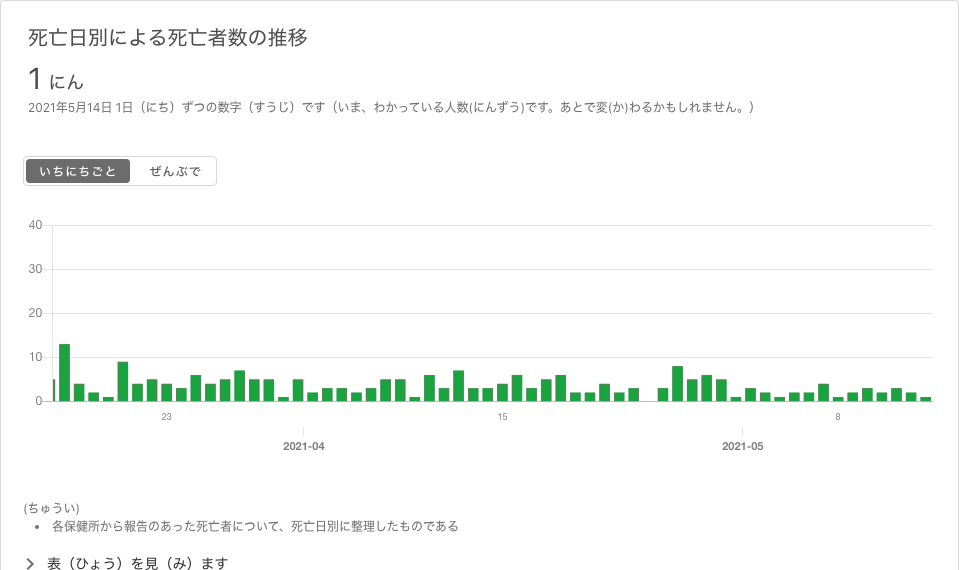 死亡日別による死亡者数の推移
1 にん
2021年5月14日 1日（にち）ずつの数字（すうじ）です（いま、わかっている人数(にんずう)です。あとで変(か)わるかもしれません。）
いちにちごと ぜんぶで
40
30
20
10
0
23 15 8
2021-04 2021-05
(ちゅうい)
• 各保健所から報告のあった死亡者について、死亡日別に整理したものである
表（ひょう）を見（み）ます